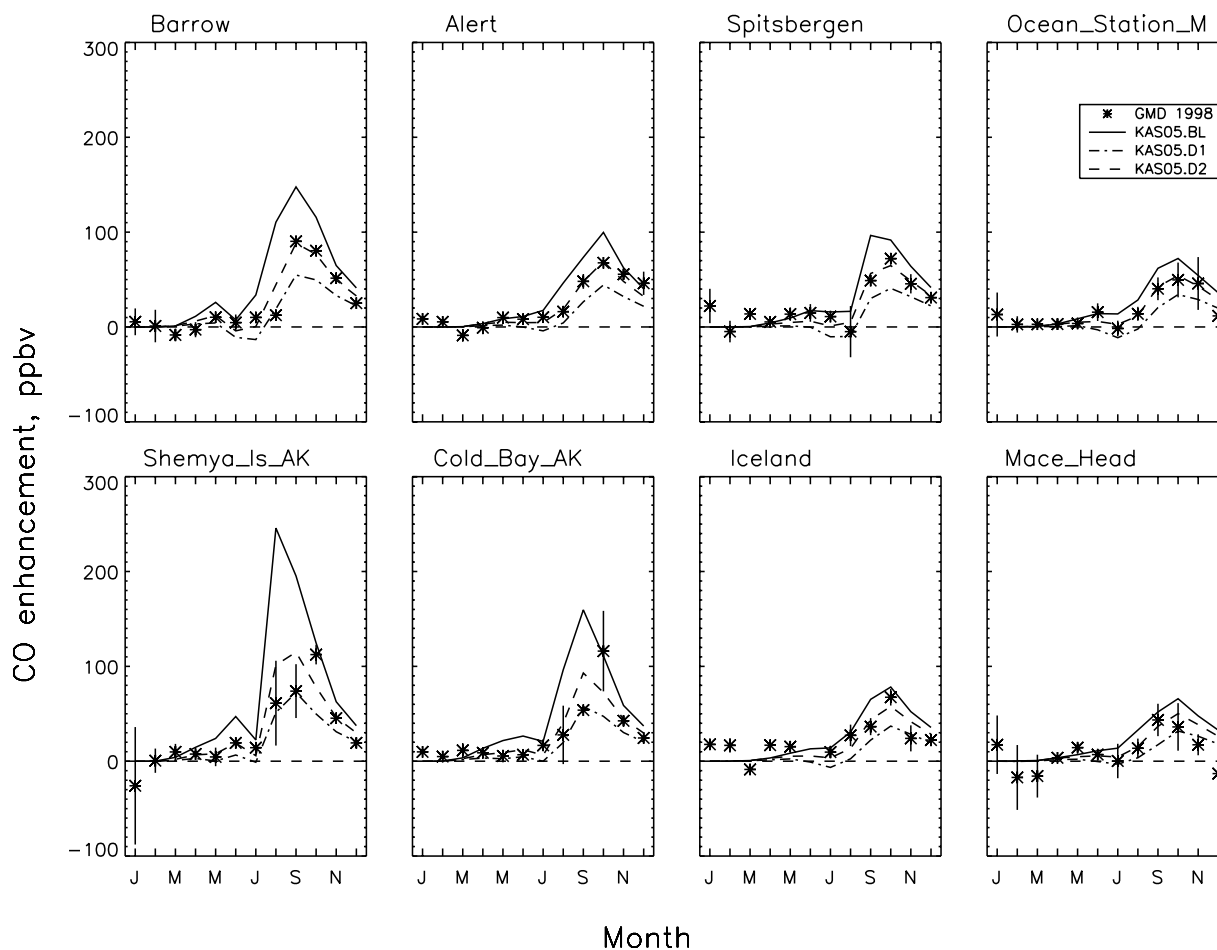 Barrow
Alert
Spitsbergen
Ocean_Station_M
300
200
100
0
−100
GMD 1998
KAS05.BL
KAS05.D1
KAS05.D2
CO enhancement, ppbv
Shemya_Is_AK
Cold_Bay_AK
Iceland
Mace_Head
300
200
100
0
−100
J M M J S N
J M M J S N
J M M J S N
J M M J S N
Month